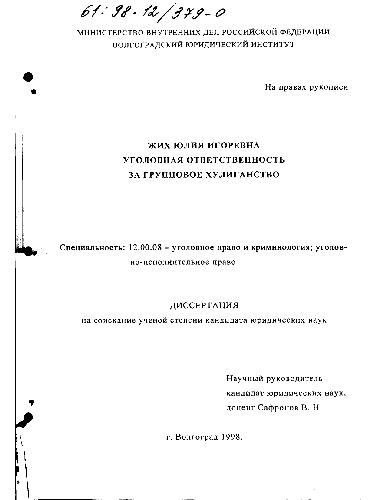 61:98-12/379-0
МИНИСТЕРСТВО ВНУТРЕННИХ ДЕЛ РОССИЙСКОЙ ФЕДЕРАЦИИ
ВОЛГОГРАДСКИЙ ЮРИДИЧЕСКИЙ ИНСТИТУТ
На правах рукописи
ЖИХ ЮЛИЯ ИГОРЕВНА
УГОЛОВНАЯ ОТВЕТСТВЕННОСТЬ
ЗА ГРУППОВОЕ ХУЛИГАНСТВО
Специальность: 12.00.08 – уголовное право и криминология; уголов-
но-исполнительное право
ДИССЕРТАЦИЯ
на соискание ученой степени кандидата юридических наук
Научный руководитель
кандидат юридических наук,
доцент Сафронов В. Н
г. Волгоград 1998.